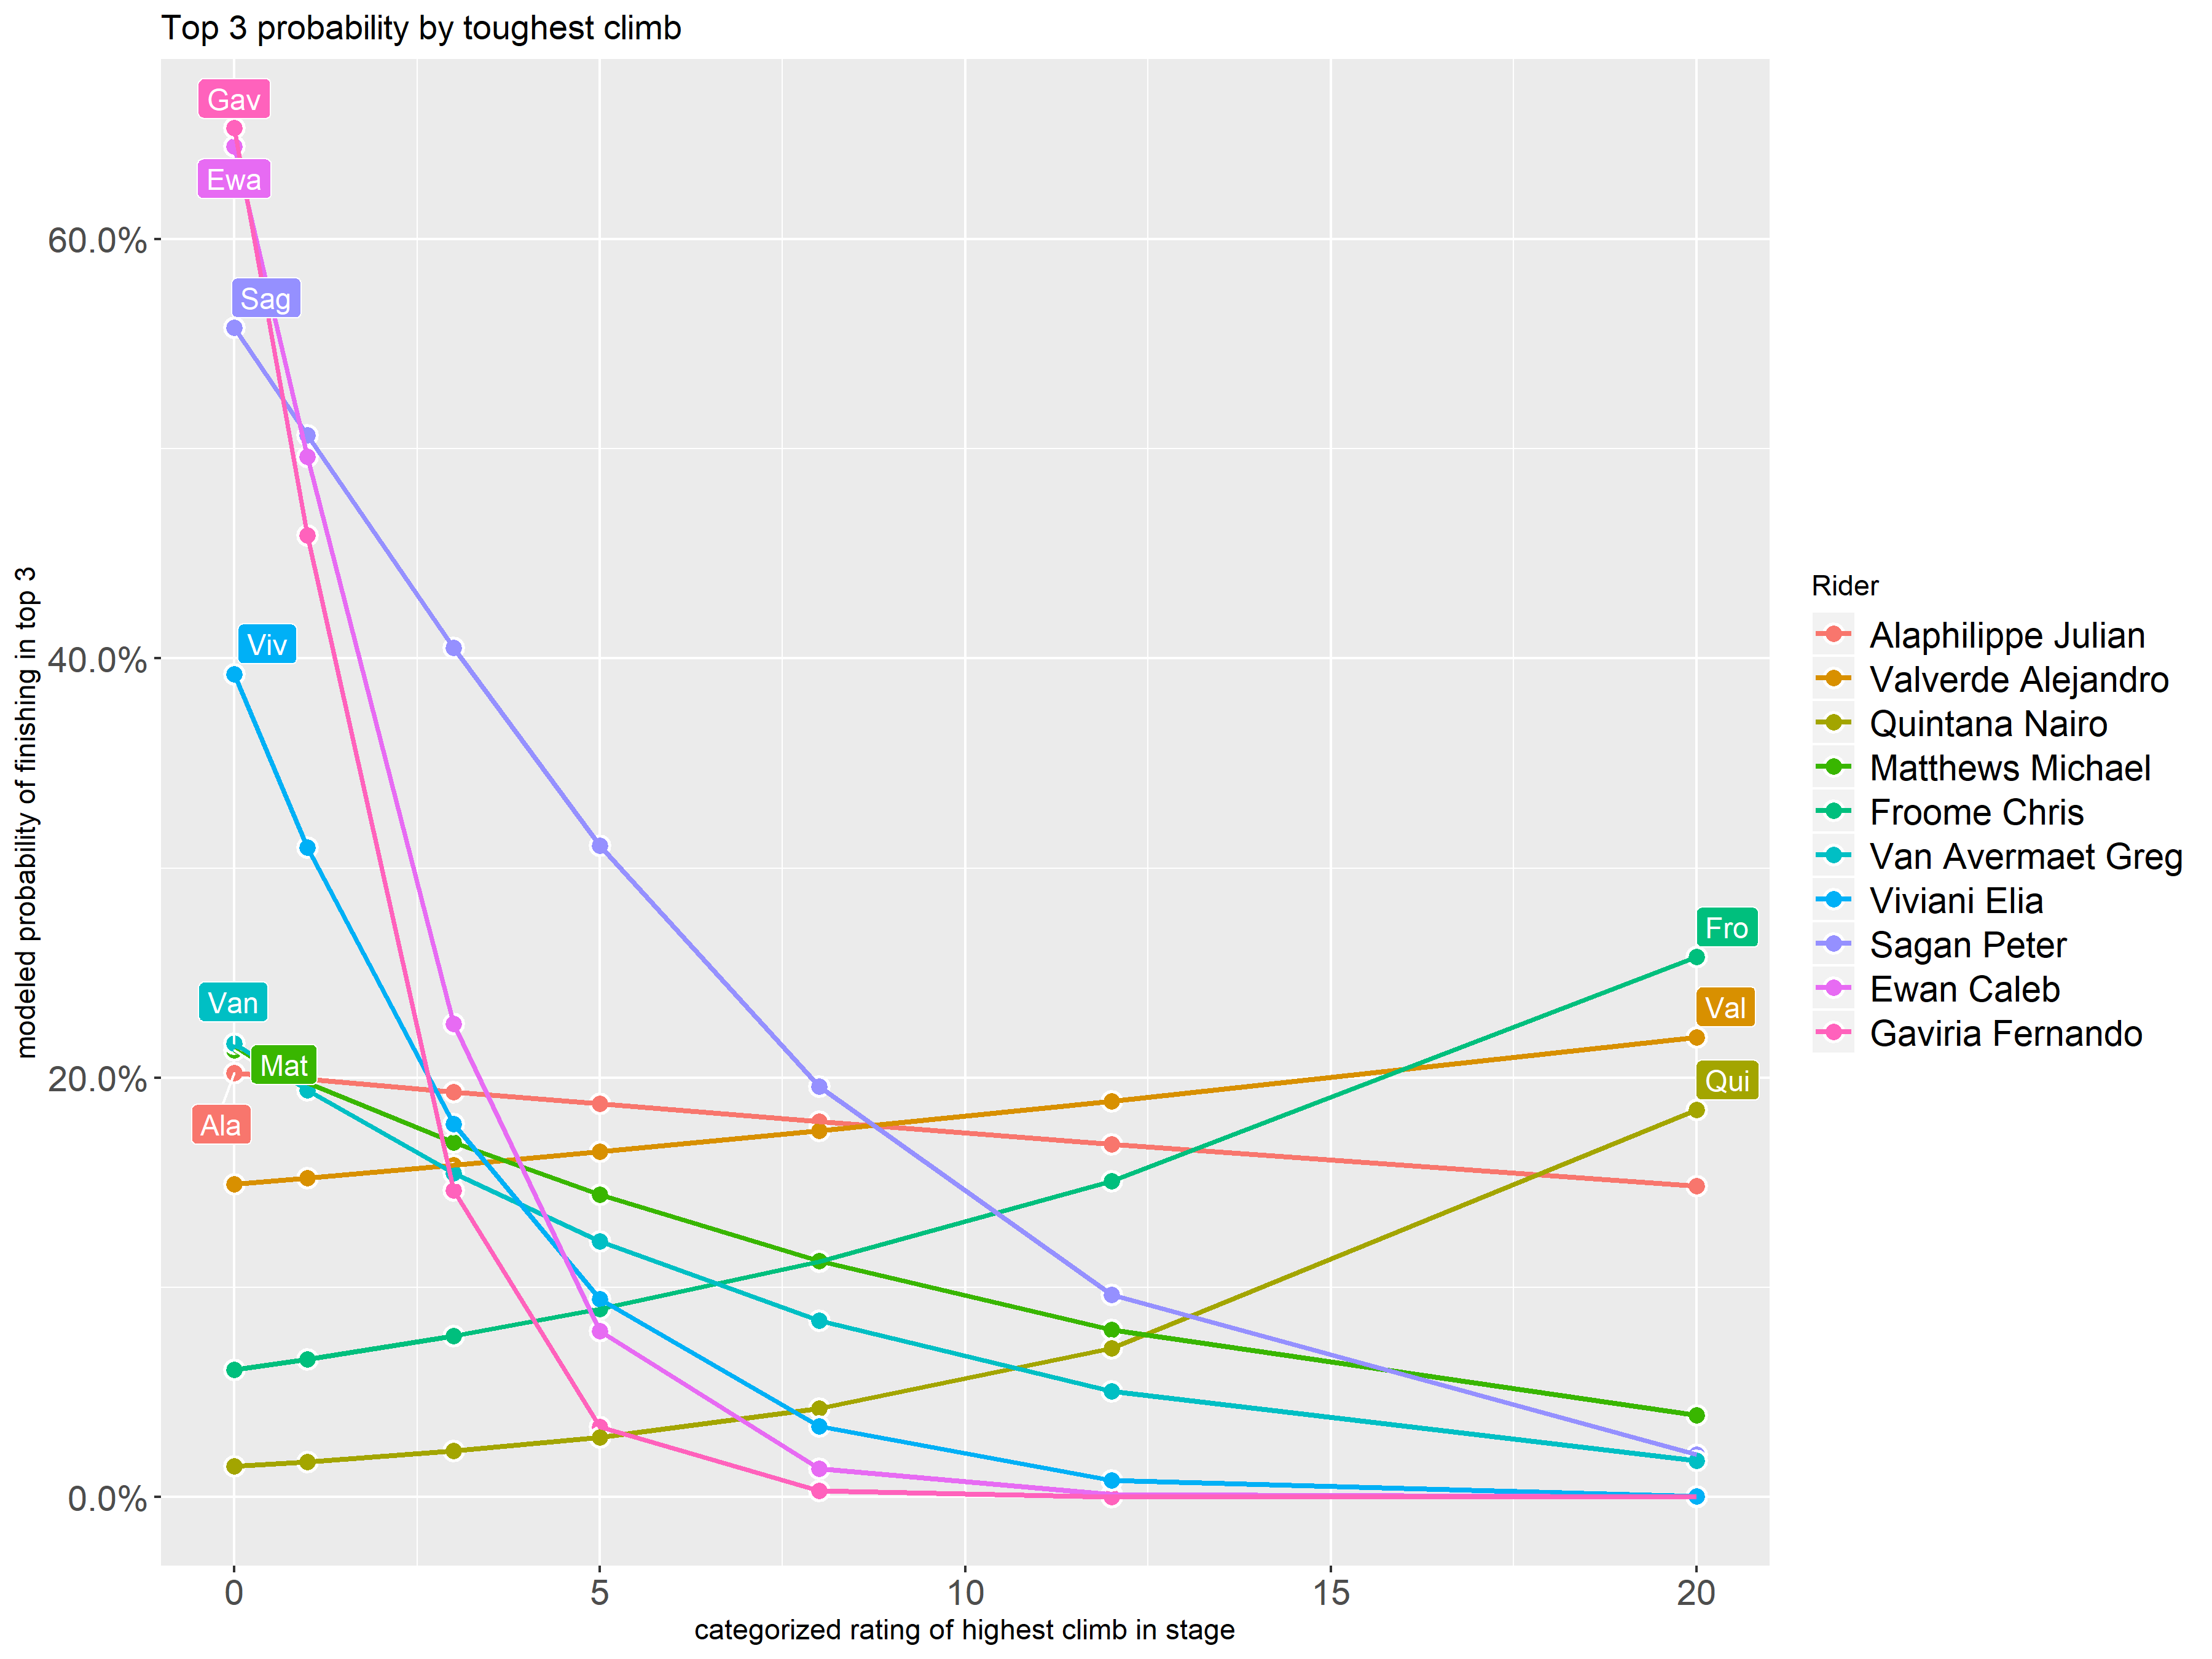 Top 3 probability by toughest climb
Gav
Ewa
60.0%
Sag
Viv
40.0%
Fro
Van
Val
Mat
20.0%
Qui
Ala
0.0%
0 5 10 15 20
categorized rating of highest climb in stage
modeled probability of finishing in top 3
Rider
Alaphilippe Julian
Valverde Alejandro
Quintana Nairo
Matthews Michael
Froome Chris
Van Avermaet Greg
Viviani Elia
Sagan Peter
Ewan Caleb
Gaviria Fernando